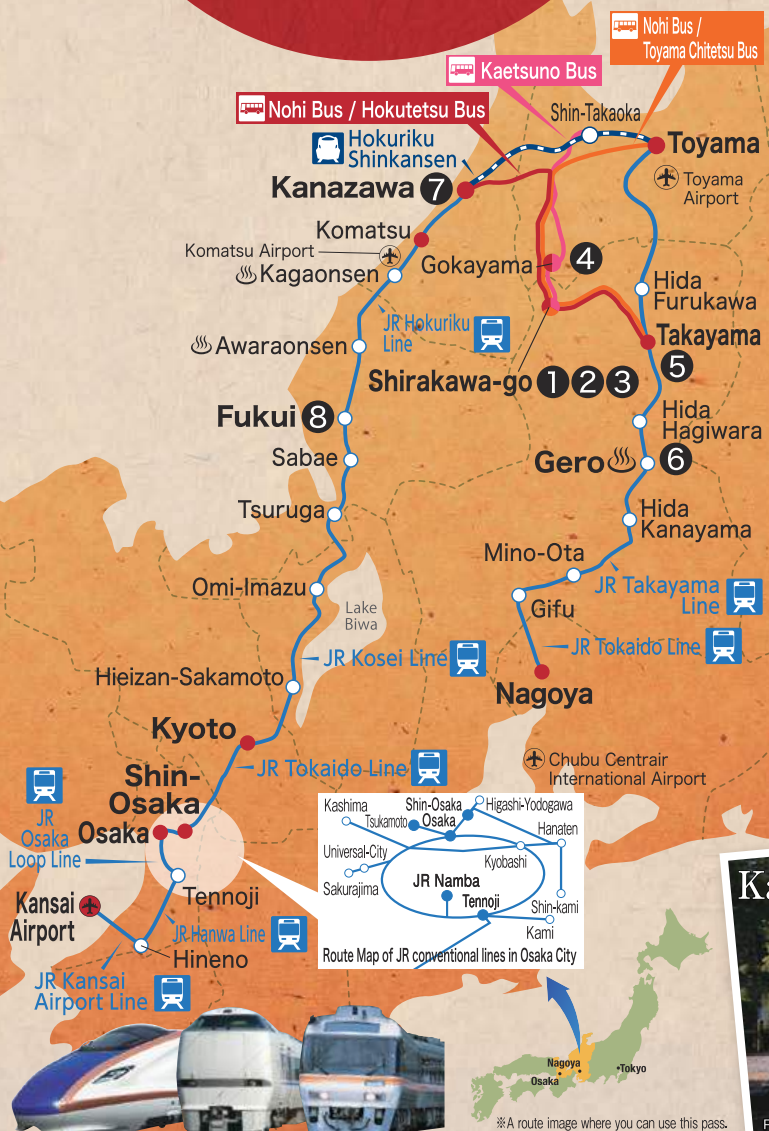 Nohi Bus /
Toyama Chitetsu Bus
Kaetsuno Bus
Nohi Bus / Hokutetsu Bus
Shin-Takaoka
Hokuriku
Shinkansen
Toyama
Toyama
Airport
Kanazawa 7
Komatsu
Komatsu Airport
Kagaonsen
Gokayama 4
Hida
Furukawa
JR Hokuriku
Line
Awaraonsen
Takayama
5
Shirakawa-go 1 2 3
Fukui 8
Hida
Hagiwara
Sabae
Gero 6
Tsuruga
Hida
Kanayama
Mino-Ota
Omi-Imazu
JR Takayama
Line
Lake
Biwa
Gifu
JR Kosei Line
JR Tokaido Line
Hieizan-Sakamoto
Nagoya
Kyoto
JR Tokaido Line
Chubu Centrair
International Airport
Shin-
Osaka
JR
Osaka
Loop Line
Osaka
Kashima
Tsukamoto
Shin-Osaka
Osaka
Higashi-Yodogawa
Hanaten
Universal-City
Kyobashi
Sakurajima
JR Namba
Tennoji
Shin-kami
Kami
Route Map of JR conventional lines in Osaka City
Tennoji
Kansai
Airport
JR Hanwa Line
Hineno
JR Kansai
Airport Line
Ka
Nagoya
Osaka
Tokyo
※A route image where you can use this pass.